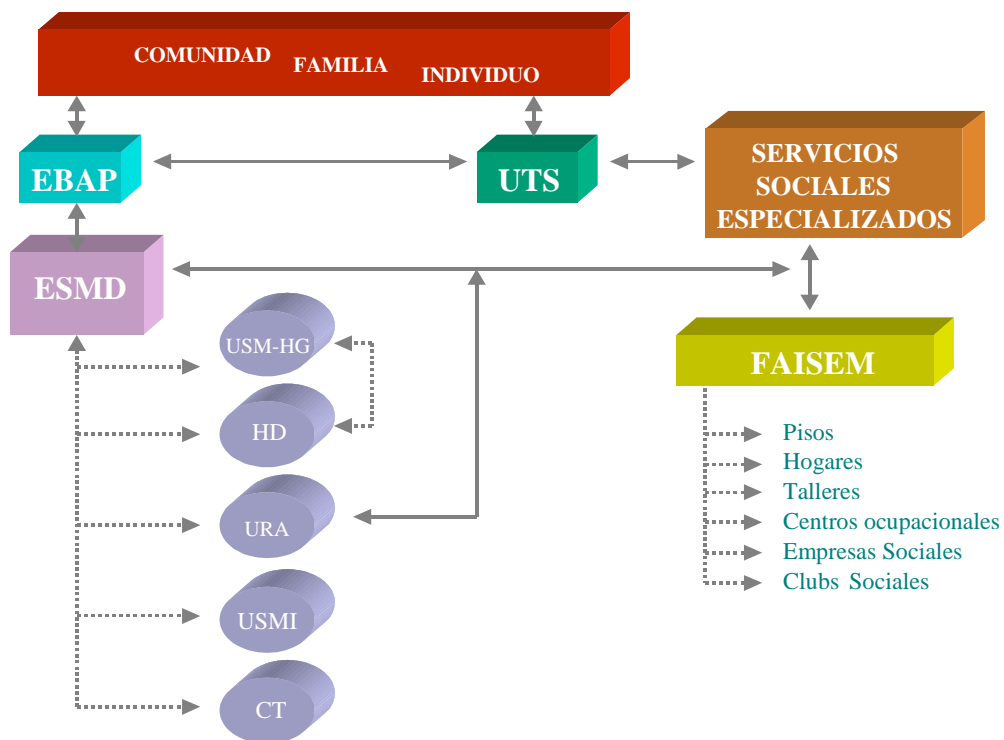 COMUNIDAD
FAMILIA
INDIVIDUO
EBAP
UTS
SERVICIOS
SOCIALES
ESPECIALIZADOS
ESMD
USM-HG
HD
URA
USMI
CT
FAISEM
Pisos
Hogares
Talleres
Centros ocupacionales
Empresas Sociales
Clubs Sociales